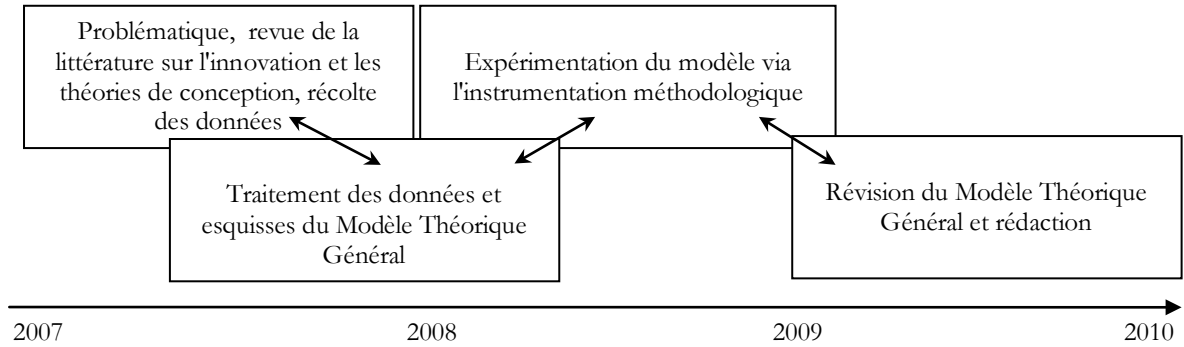 Problématique, revue de la
littérature sur l'innovation et les
théories de conception, récolte
des données
Expérimentation du modèle via
l'instrumentation méthodologique
Traitement des données et
esquisses du Modèle Théorique
Général
Révision du Modèle Théorique
Général et rédaction
2007
2008
2009
2010